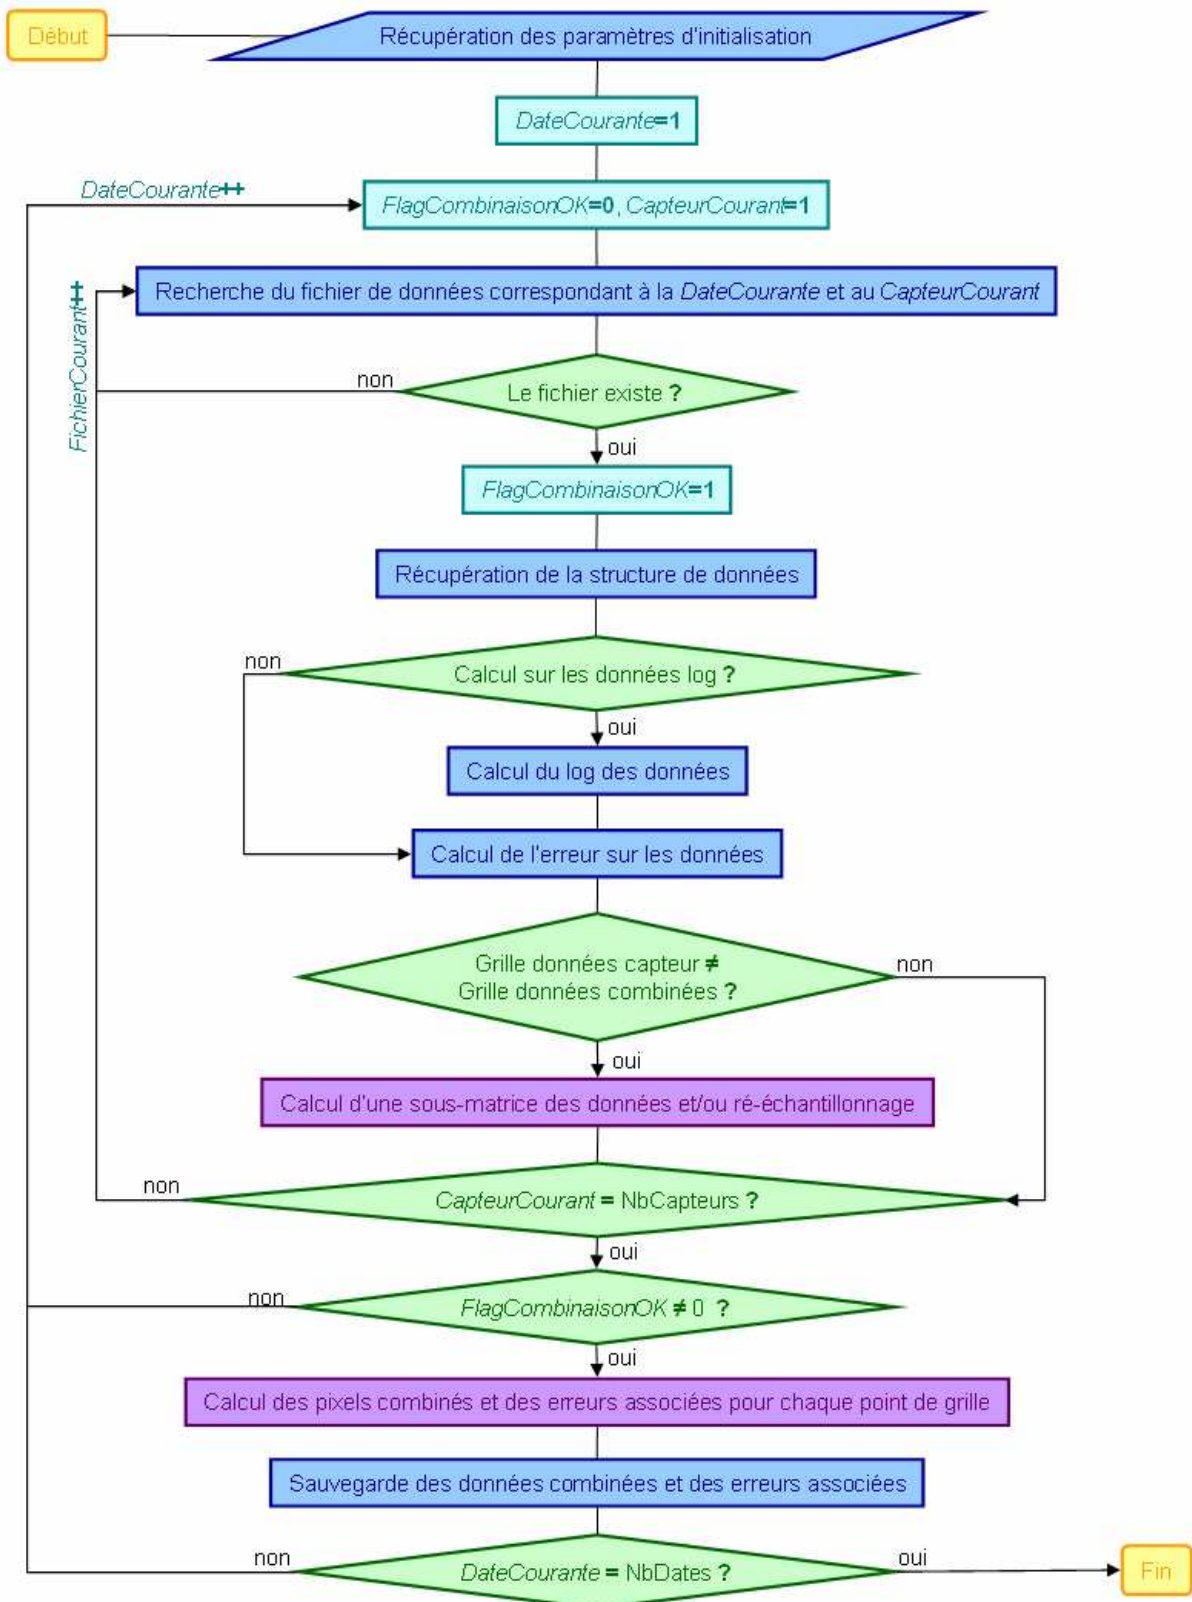 Début
Récupération des paramètres d'initialisation
DateCourante=1
DateCourante++
FlagCombinaisonOK=0, CapteurCourant=1
FichierCourant++
Recherche du fichier de données correspondant à la DateCourante et au CapteurCourant
non
Le fichier existe ?
oui
FlagCombinaisonOK=1
Récupération de la structure de données
non
Calcul sur les données log ?
oui
Calcul du log des données
Calcul de l'erreur sur les données
Grille données capteur ≠
Grille données combinées ?
non
oui
Calcul d'une sous-matrice des données et/ou ré-échantillonnage
non
CapteurCourant = NbCapteurs ?
oui
non
FlagCombinaisonOK ≠ 0 ?
oui
Calcul des pixels combinés et des erreurs associées pour chaque point de grille
Sauvegarde des données combinées et des erreurs associées
non
DateCourante = NbDates ?
oui
Fin